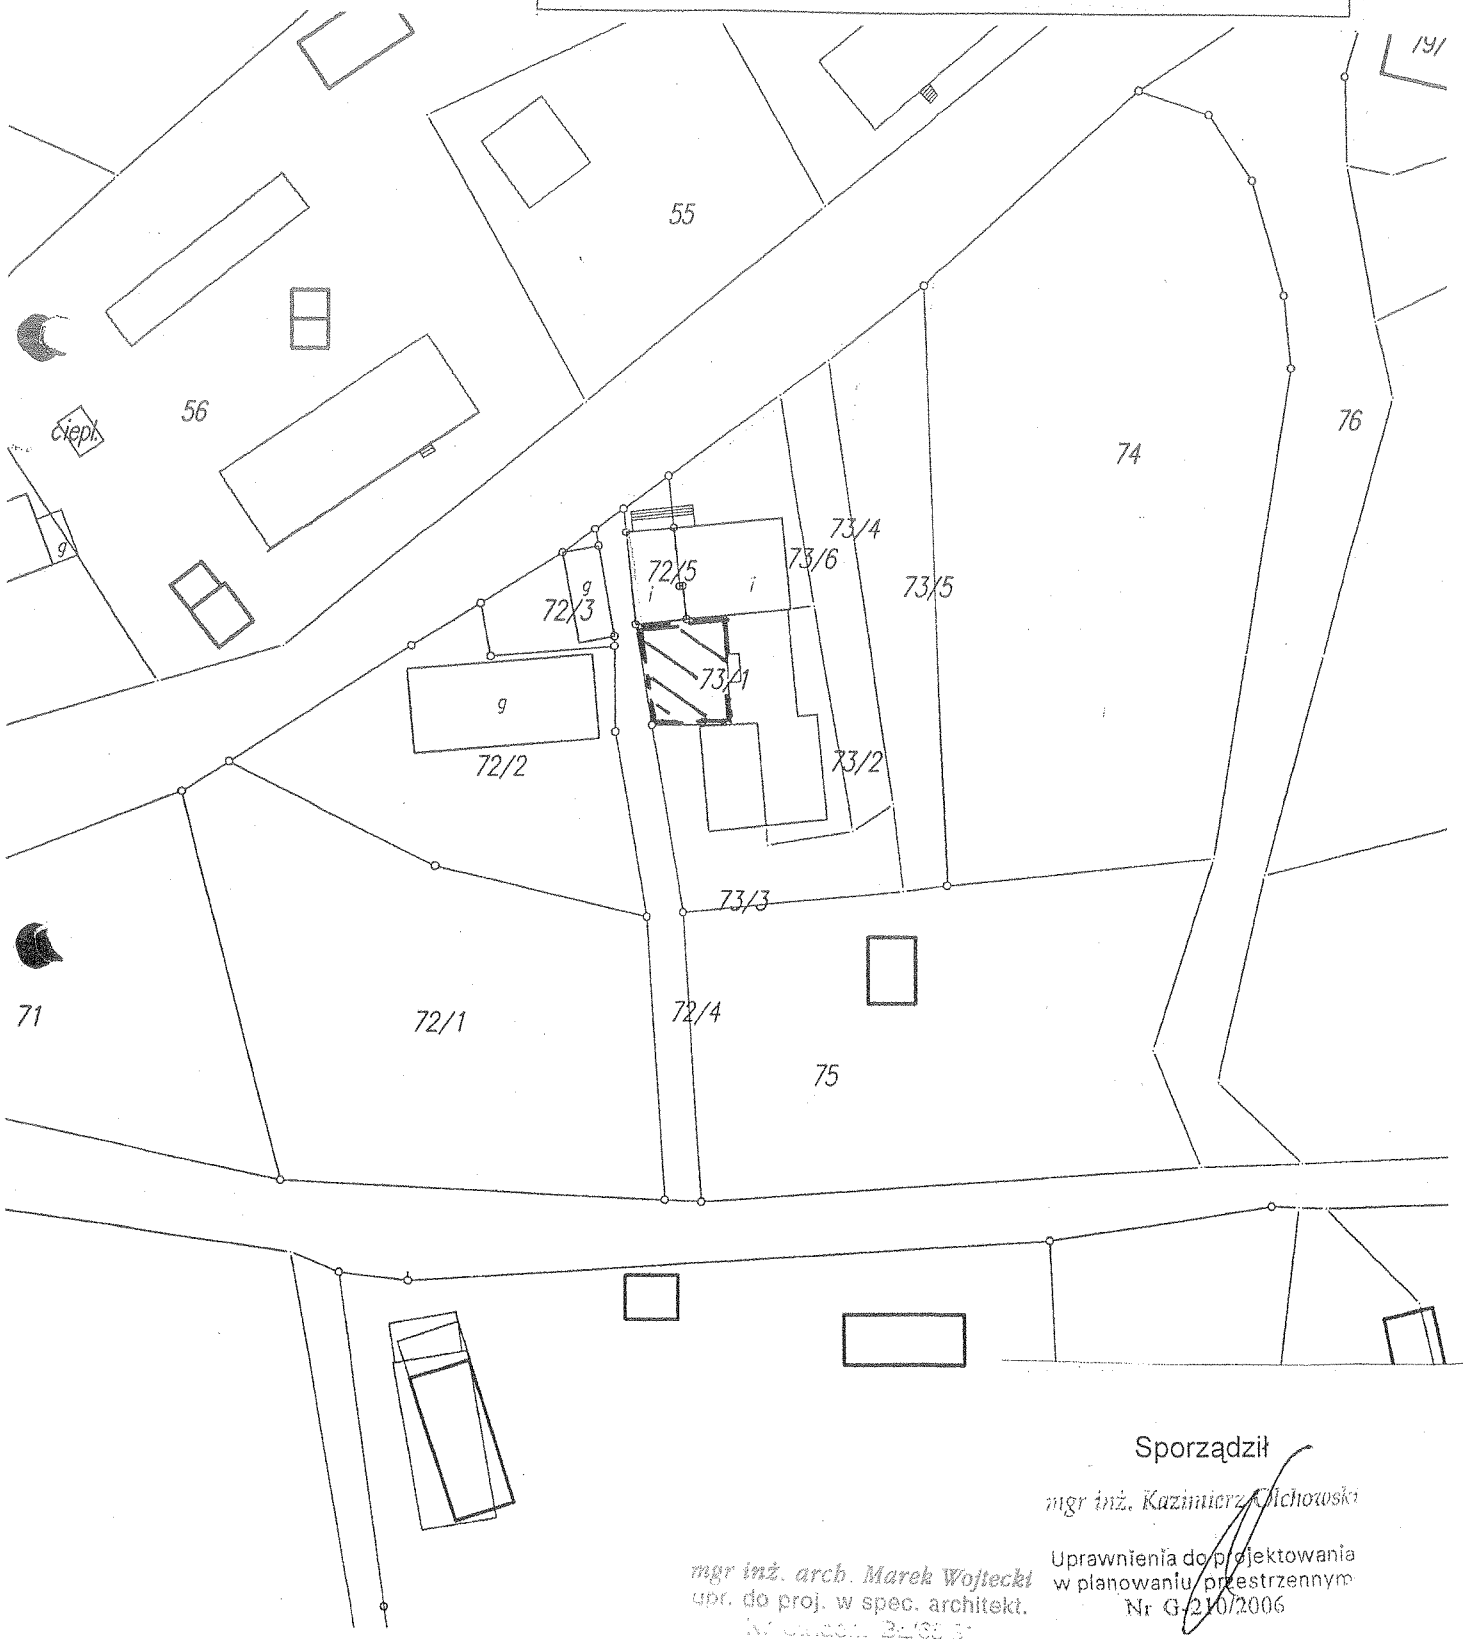 79/
55
56
ciepł.
g
74
76
73/4
73/6
72/5
i
i
73/5
g
72/3
73/1
g
72/2
73/2
73/3
71
72/1
72/4
75
Sporządził
mgr inż. Kazimierz Olchowski
Uprawnienia do projektowania
w planowaniu przestrzennym
Nr G-210/2006
mgr inż. arch. Marek Wojtecki
upr. do proj. w spec. architekt.